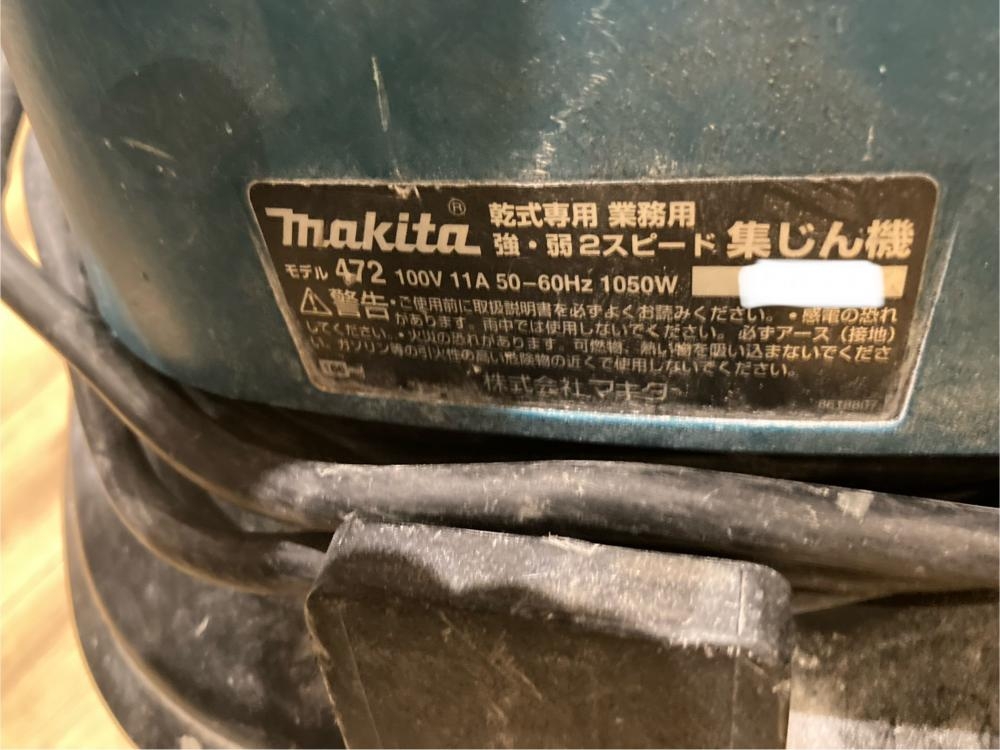 makita® 乾式専用 業務用
強・弱2スピード 集じん機
モデル 472 100V 11A 50-60Hz 1050W
⚠警告・ご使用前に取扱説明書を必ずよくお読みください。・感電の恐れ
があります。雨中では使用しないでください。必ずアース(接地)
してください。・火災の恐れがあります。可燃物、熱い物を吸い込まないでくださ
い。ガソリン等の引火性の高い危険物の近くで使用しないでください。
株式会社マキタ